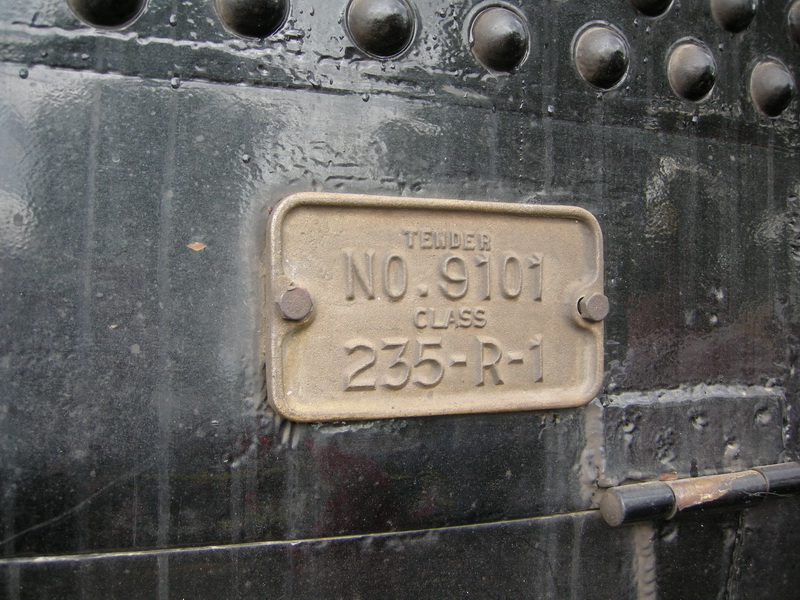 TENDER
NO. 9101
CLASS
235-R-1